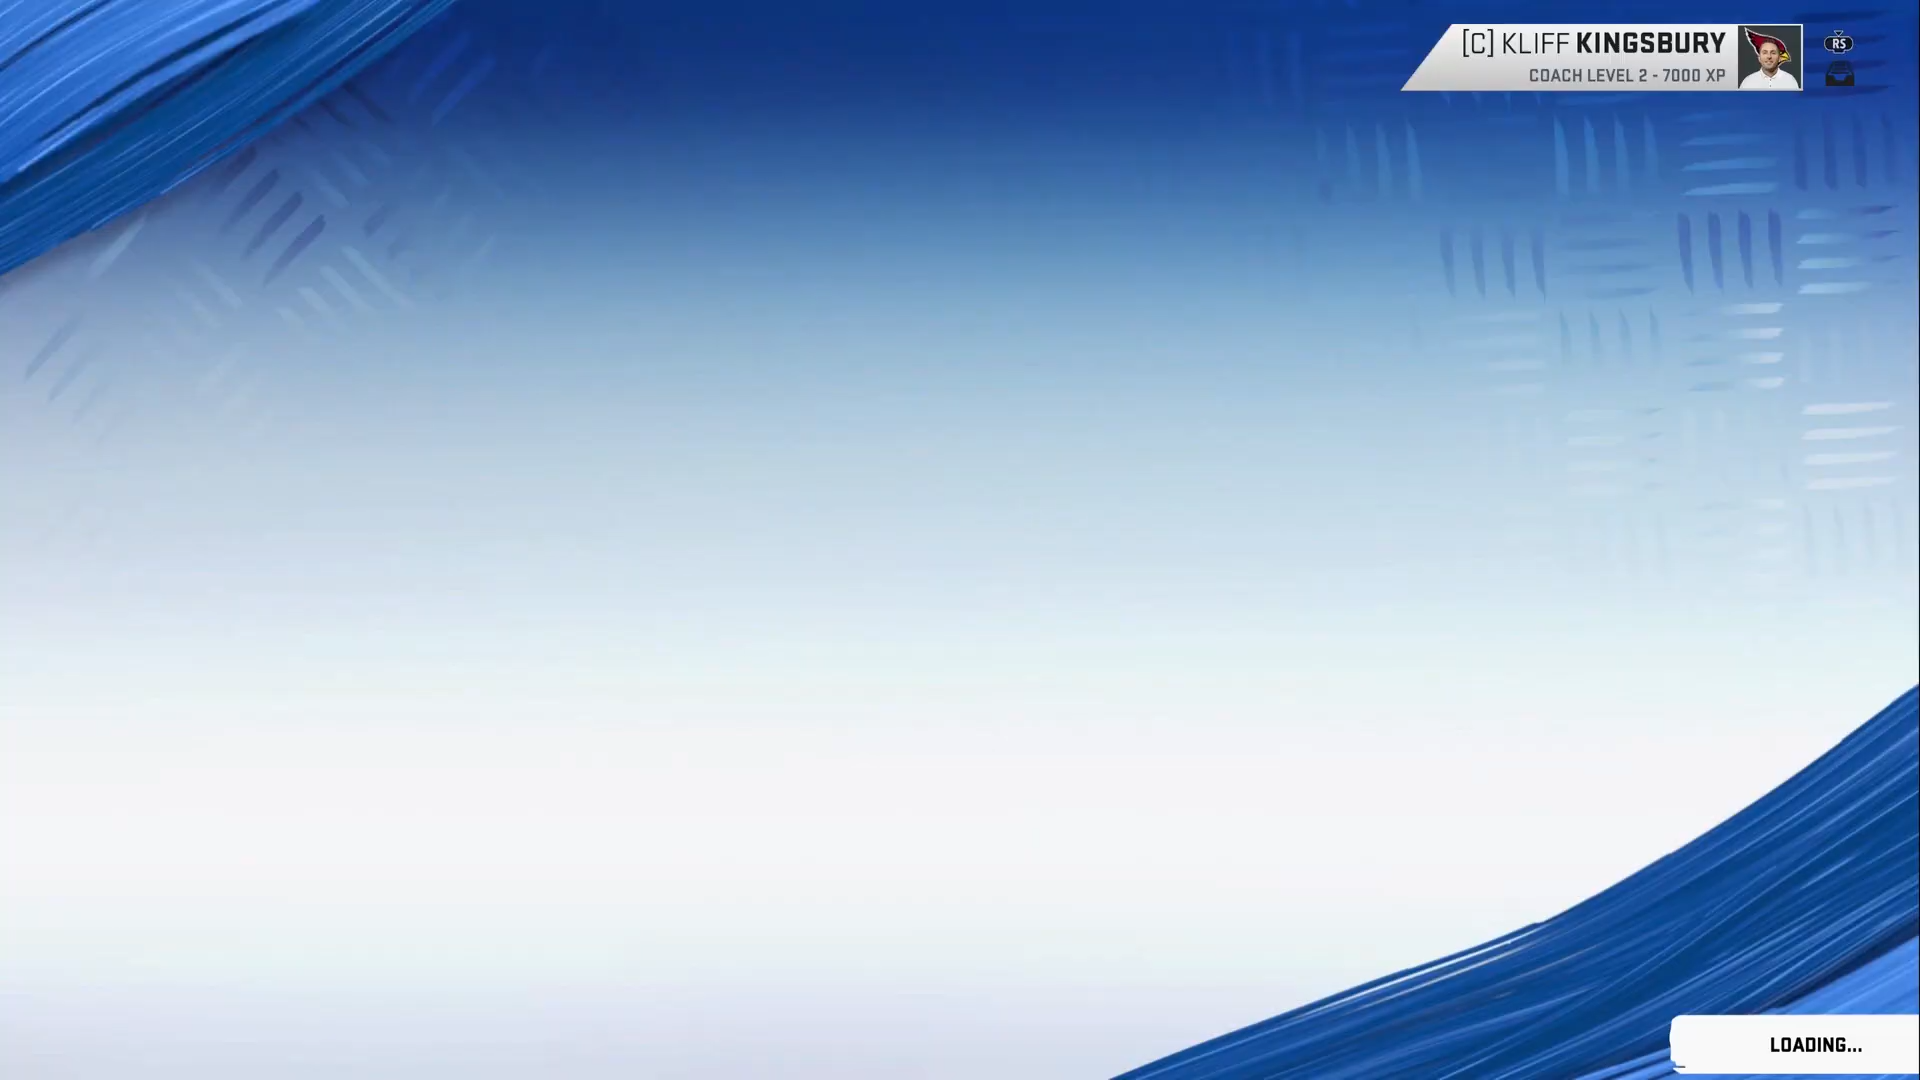 [C] KLIFF KINGSBURY
COACH LEVEL 2 - 7000 XP
RS
LOADING...